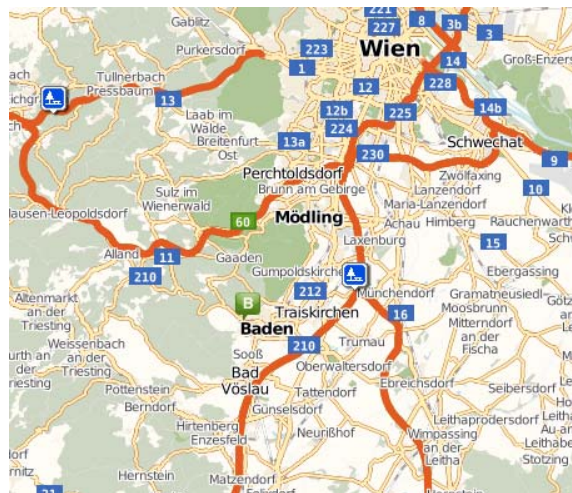 Gablitz
221
8
3b
227
3
Purkersdorf
223
Wien
Groß-Enzers
14
1
Tullnerbach
228
12
Pressbaum
13
14b
12b
225
Laab im
Walde
224
Breitenfurt
Ost
13a
Schwechat
230
9
Perchtoldsdorf
Zwölfaxing
Brunn am Gebirge
Lanzendorf
10
Sulz im
Wienerwald
Maria-Lanzendorf
ausen-Leopoldsdorf
60
Mödling
Achau
Himberg
Rauchenwarth
Laxenburg
15
Alland
11
Gaaden
210
Gumpoldskirche
Ebergassing
Altenmarkt
an der
Triesting
212
Münchendorf
Gramatneusiedl
B
Traiskirchen
Moosbrunn
16
Mitterndorf
an der
Fischa
Baden
Weissenbach
an der
Triesting
210
Trumau
Sooß
Oberwaltersdorf
Bad
Vöslau
Ebreichsdorf
Pottenstein
Tattendorf
Seibersdorf
Berndorf
Günselsdorf
Hirtenberg
Enzesfeld
Neurißhof
Leithaprodersdorf
Wimpassing
an der
Leitha
Hernstein
Matzendorf